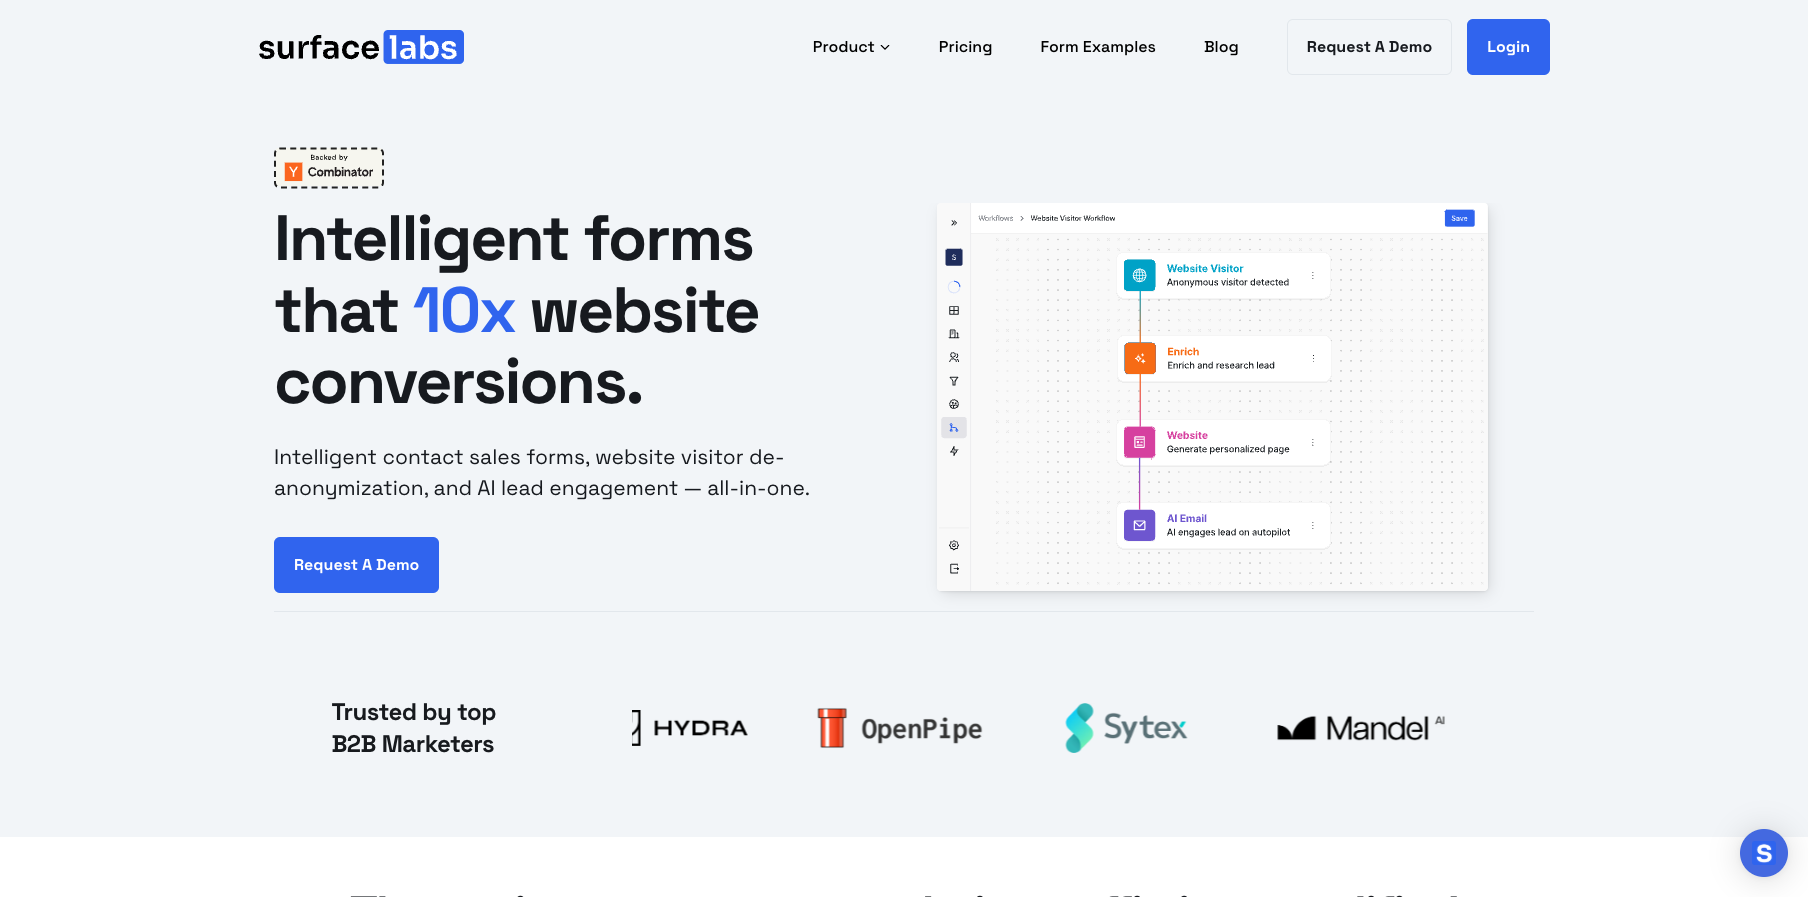 surface labs
Product
Pricing
Form Examples
Blog
Request A Demo
Login
Backed by
Y Combinator
Intelligent forms
that 10x website
conversions.
Intelligent contact sales forms, website visitor de-
anonymization, and AI lead engagement — all-in-one.
Request A Demo
Workflows > Website Visitor Workflow
Save
S
Website Visitor
Anonymous visitor detected
Enrich
Enrich and research lead
Website
Generate personalized page
AI Email
AI engages lead on autopilot
Trusted by top
B2B Marketers
HYDRA
OpenPipe
Sytex
Mandel AI
S